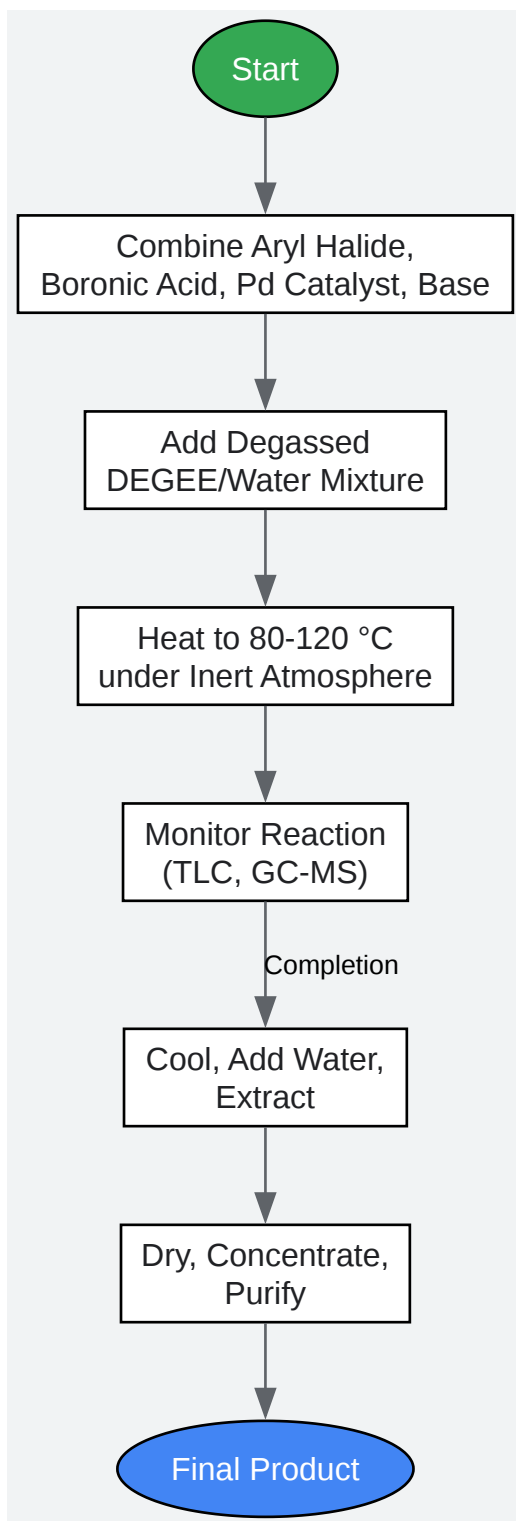 Start
Combine Aryl Halide,
Boronic Acid, Pd Catalyst, Base
Add Degassed
DEGEE/Water Mixture
Heat to 80-120 °C
under Inert Atmosphere
Monitor Reaction
(TLC, GC-MS)
Completion
Cool, Add Water,
Extract
Dry, Concentrate,
Purify
Final Product